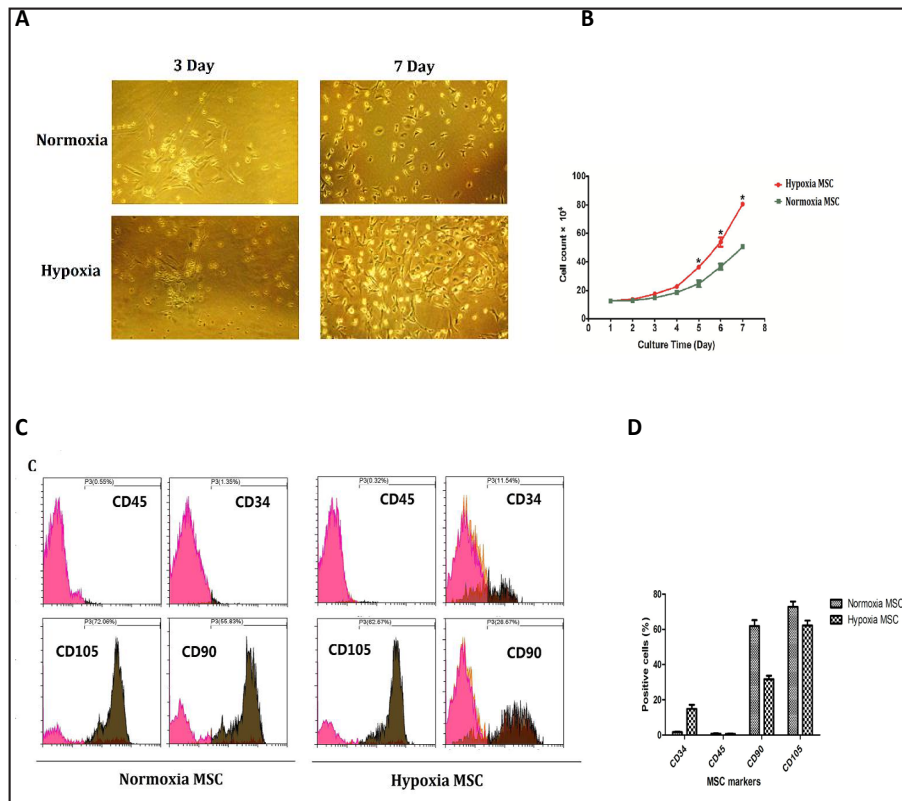 A
3 Day
7 Day
Normoxia
Hypoxia
B
Hypoxia MSC
Normoxia MSC
100
80
60
40
20
0
Cell count × 10⁴
*
*
*
0 1 2 3 4 5 6 7 8
Culture Time (Day)
C
C
P3(0.55%)
CD45
P3(1.35%)
CD34
P3(0.32%)
CD45
P3(11.54%)
CD34
P3(72.06%)
CD105
P3(55.83%)
CD90
P3(62.67%)
CD105
P3(28.67%)
CD90
Normoxia MSC
Hypoxia MSC
D
Normoxia MSC
Hypoxia MSC
80
60
40
20
0
Positive cells (%)
CD34
CD45
CD90
CD105
MSC markers